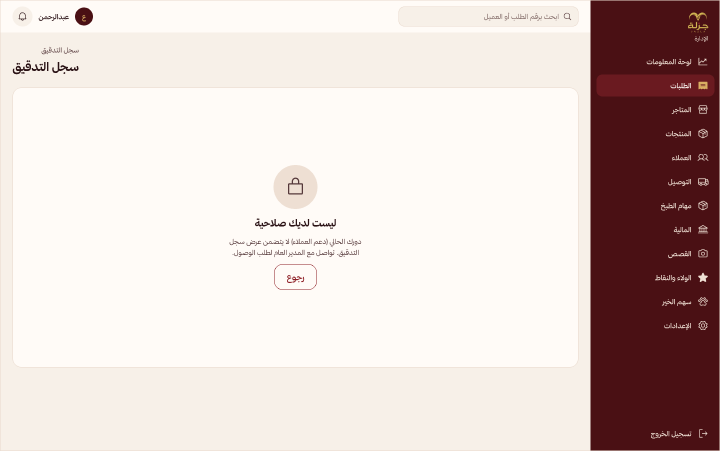 جزلة
الإدارة
لوحة المعلومات
الطلبات
المتاجر
المنتجات
العملاء
التوصيل
مهام الطبخ
المالية
القصص
الولاء والنقاط
سهم الخير
الإعدادات
تسجيل الخروج
ابحث برقم الطلب أو العميل
ع
عبدالرحمن
سجل التدقيق
سجل التدقيق
ليست لديك صلاحية
دورك الحالي (دعم العملاء) لا يتضمن عرض سجل
التدقيق. تواصل مع المدير العام لطلب الوصول.
رجوع